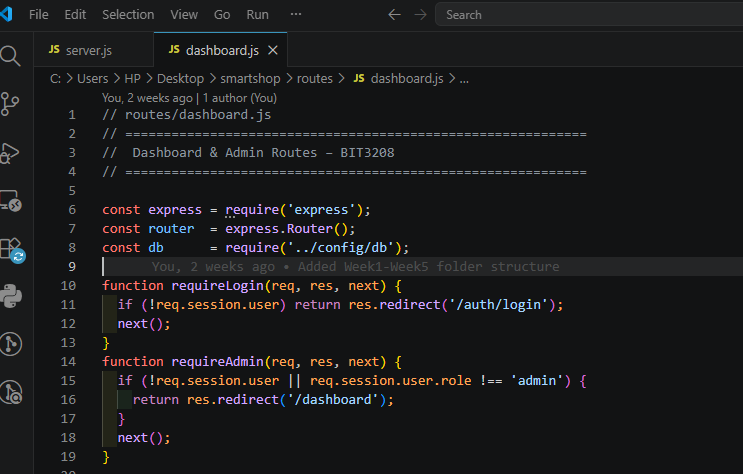 File Edit Selection View Go Run ··· ← → Search
JS server.js JS dashboard.js ×
C: > Users > HP > Desktop > smartshop > routes > JS dashboard.js > ...
You, 2 weeks ago | 1 author (You)
1 // routes/dashboard.js
2 // ============================================================
3 //  Dashboard & Admin Routes – BIT3208
4 // ============================================================
5
6 const express = require('express');
7 const router  = express.Router();
8 const db      = require('../config/db');
9 You, 2 weeks ago • Added Week1-Week5 folder structure
10 function requireLogin(req, res, next) {
11   if (!req.session.user) return res.redirect('/auth/login');
12   next();
13 }
14 function requireAdmin(req, res, next) {
15   if (!req.session.user || req.session.user.role !== 'admin') {
16     return res.redirect('/dashboard');
17   }
18   next();
19 }